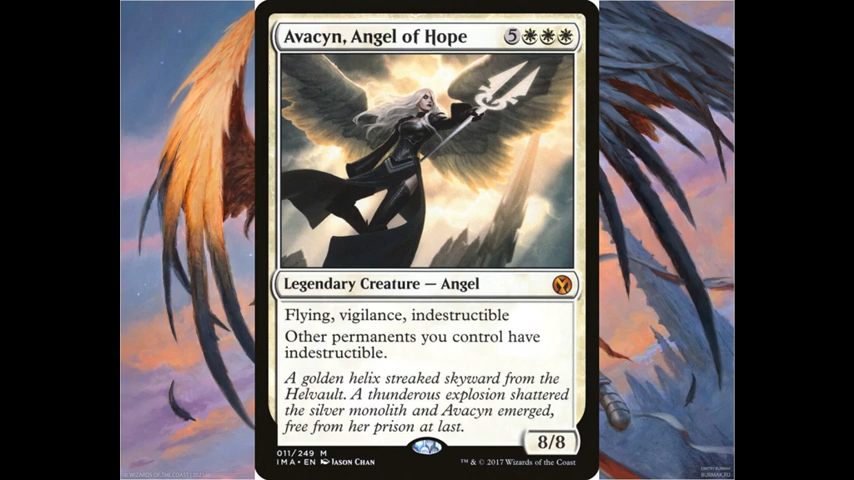 Avacyn, Angel of Hope 5
Legendary Creature — Angel
Flying, vigilance, indestructible
Other permanents you control have
indestructible.
A golden helix streaked skyward from the
Helvault. A thunderous explosion shattered
the silver monolith and Avacyn emerged,
free from her prison at last.
8/8
011/249 M
IMA • EN Jason Chan
™ & © 2017 Wizards of the Coast